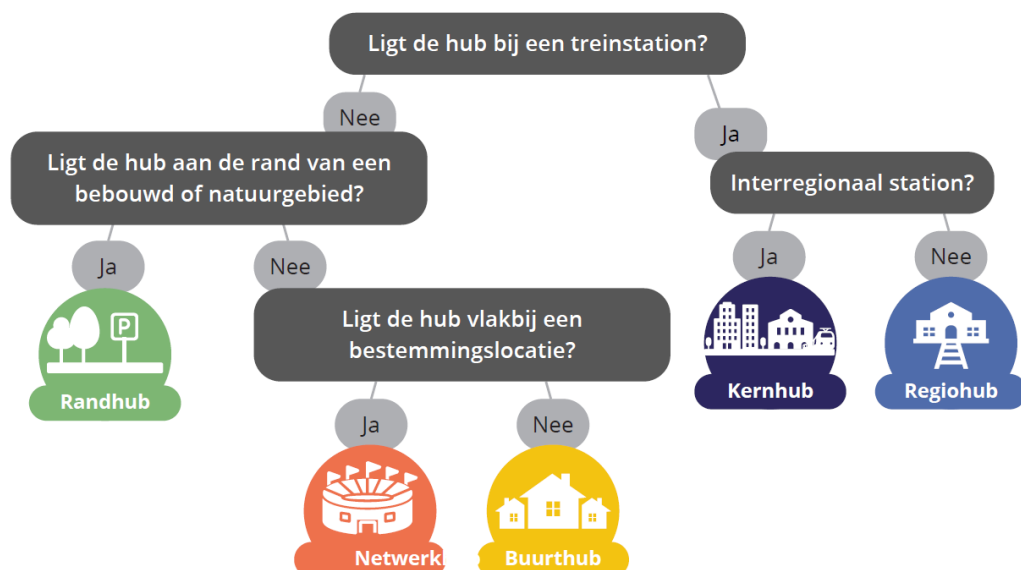 Ligt de hub bij een treinstation?
Nee
Ja
Ligt de hub aan de rand van een
bebouwd of natuurgebied?
Interregionaal station?
Ja
Nee
Ja
Nee
P
Randhub
Ligt de hub vlakbij een
bestemmingslocatie?
Kernhub
Regiohub
Ja
Nee
Netwerk
Buurthub